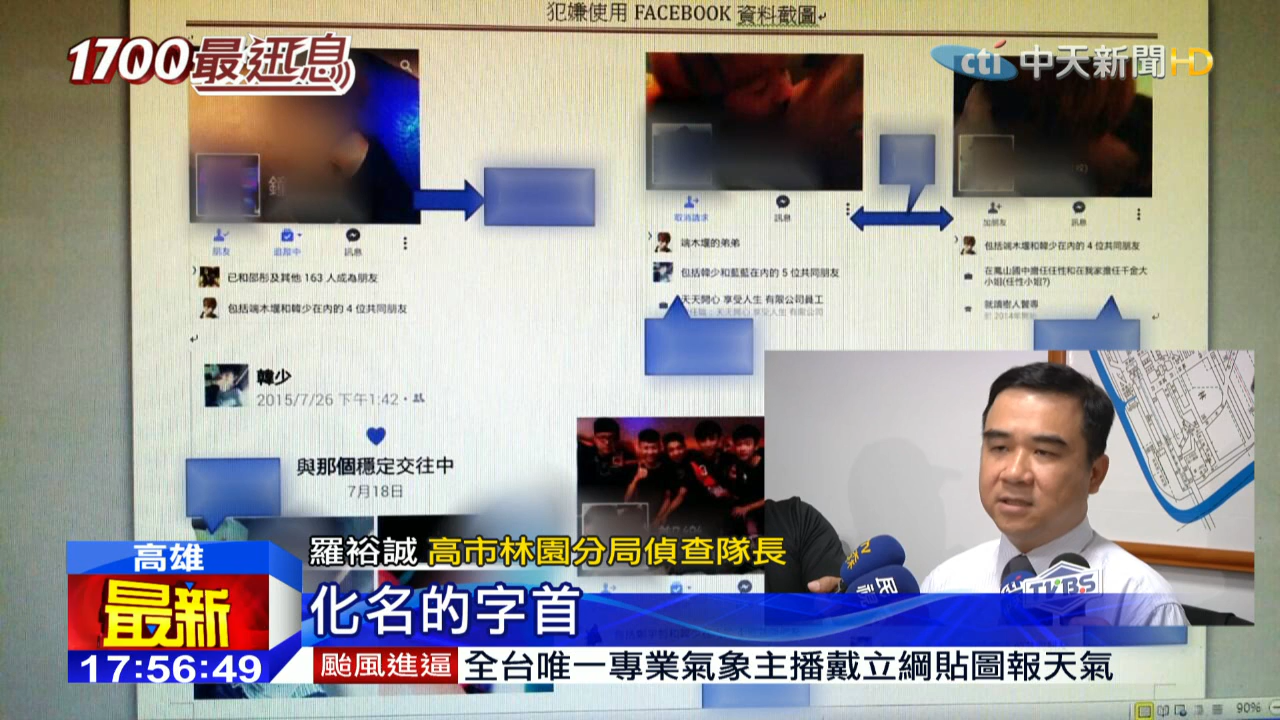 犯嫌使用 FACEBOOK 資料截圖
1700最迅息
cti 中天新聞HD
朋友
追蹤中
訊息
已和邵彤及其他 163 人成為朋友
包括端木堰和韓少在內的 4 位共同朋友
取消請求
訊息
端木堰的弟弟
包括韓少和藍藍在內的 5 位共同朋友
天天開心 享受人生 有限公司員工
加朋友
訊息
包括端木堰和韓少在內的 4 位共同朋友
在鳳山國中擔任任性和在我家擔任千金大
小姐(任性小姐?)
就讀樹人醫專
韓少
2015/7/26 下午1:42
與那個穩定交往中
7月18日
TVBS
高雄
最新
17:56:49
羅裕誠 高市林園分局偵查隊長
化名的字首
颱風進逼 全台唯一專業氣象主播戴立綱貼圖報天氣
90%